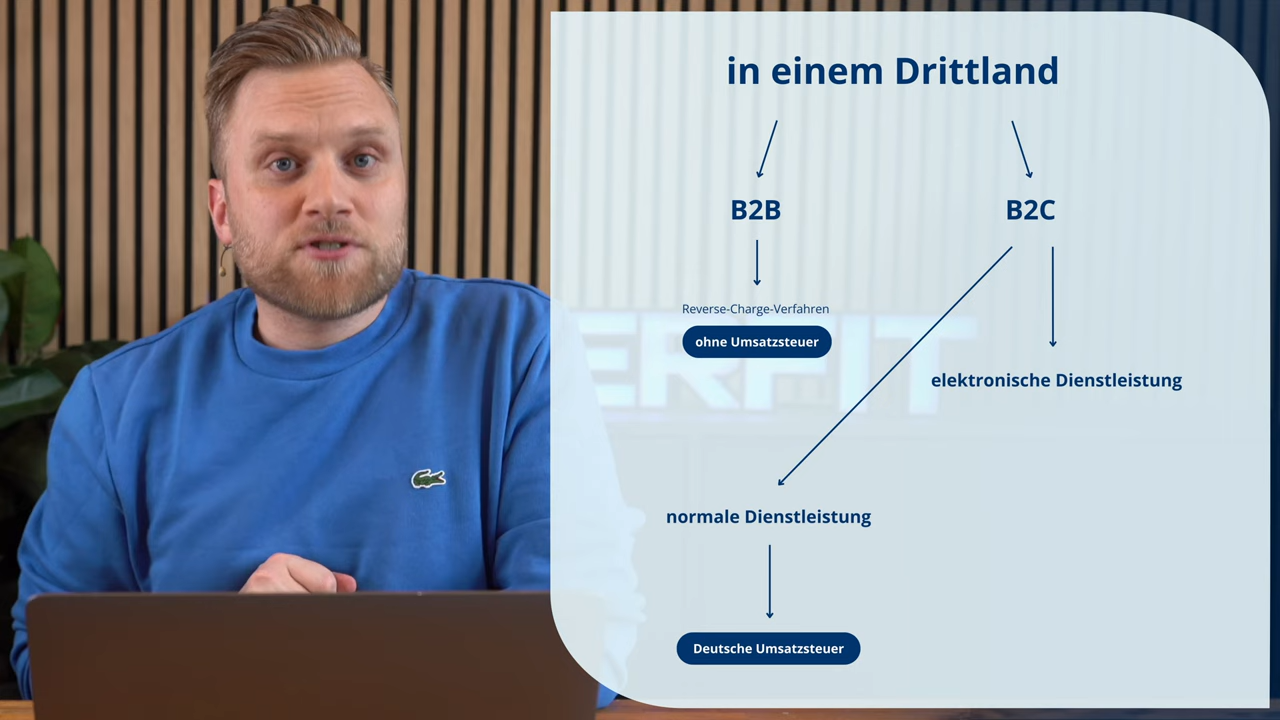 in einem Drittland
B2B
B2C
Reverse-Charge-Verfahren
ohne Umsatzsteuer
elektronische Dienstleistung
normale Dienstleistung
Deutsche Umsatzsteuer